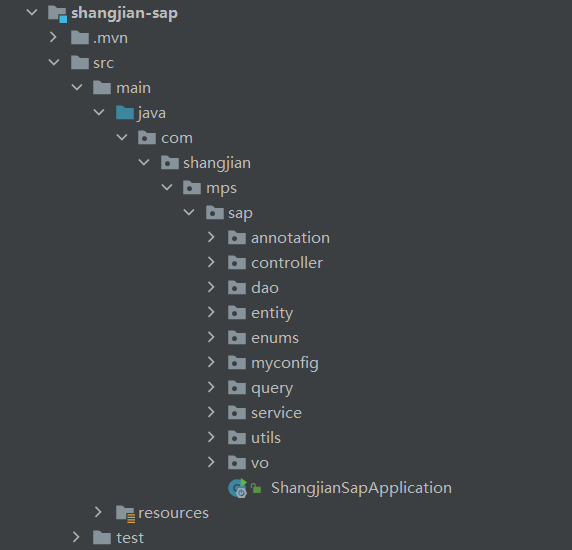 shangjian-sap
.mvn
src
main
java
com
shangjian
mps
sap
annotation
controller
dao
entity
enums
myconfig
query
service
utils
vo
ShangjianSapApplication
resources
test